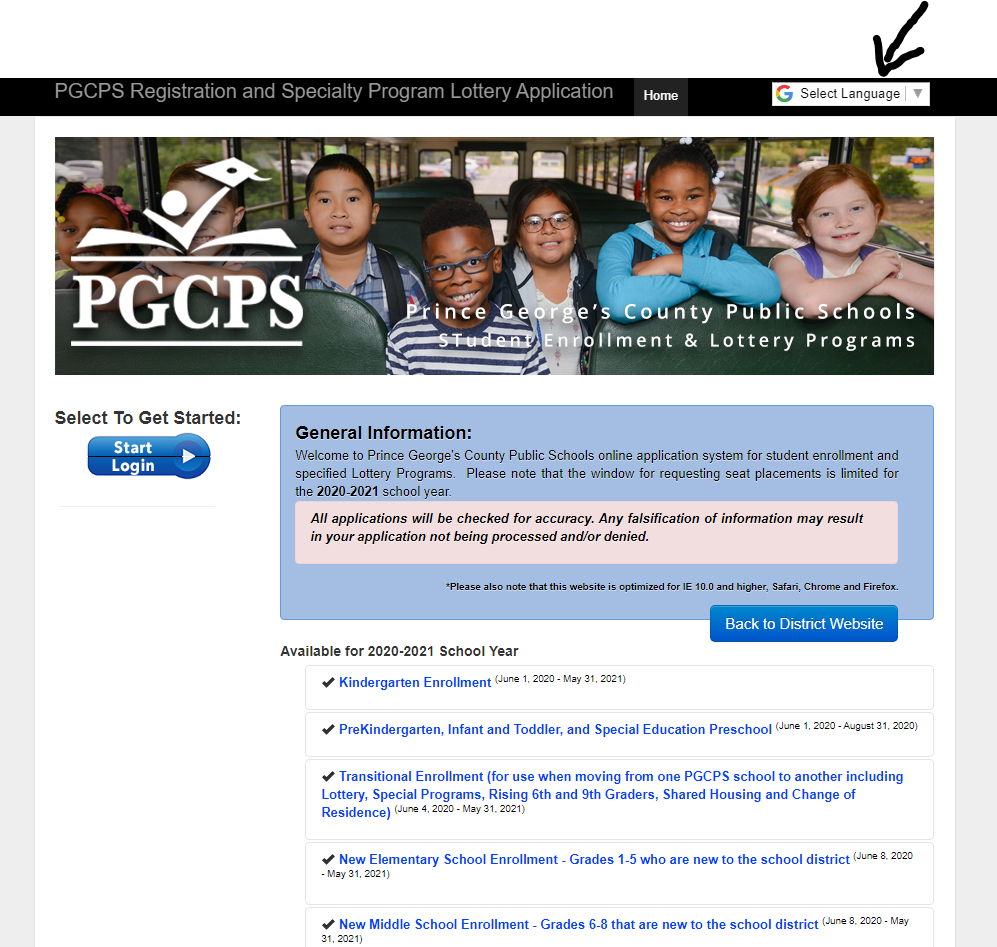 PGCPS Registration and Specialty Program Lottery Application
Home
Select Language
PGCPS
Prince George's County Public Schools
STudent Enrollment & Lottery Programs
Select To Get Started:
Start
Login
General Information:
Welcome to Prince George's County Public Schools online application system for student enrollment and
specified Lottery Programs. Please note that the window for requesting seat placements is limited for
the 2020-2021 school year.
All applications will be checked for accuracy. Any falsification of information may result
in your application not being processed and/or denied.
*Please also note that this website is optimized for IE 10.0 and higher, Safari, Chrome and Firefox.
Back to District Website
Available for 2020-2021 School Year
Kindergarten Enrollment (June 1, 2020 - May 31, 2021)
PreKindergarten, Infant and Toddler, and Special Education Preschool (June 1, 2020 - August 31, 2020)
Transitional Enrollment (for use when moving from one PGCPS school to another including
Lottery, Special Programs, Rising 6th and 9th Graders, Shared Housing and Change of
Residence) (June 4, 2020 - May 31, 2021)
New Elementary School Enrollment - Grades 1-5 who are new to the school district (June 8, 2020
- May 31, 2021)
New Middle School Enrollment - Grades 6-8 that are new to the school district (June 8, 2020 - May
31, 2021)